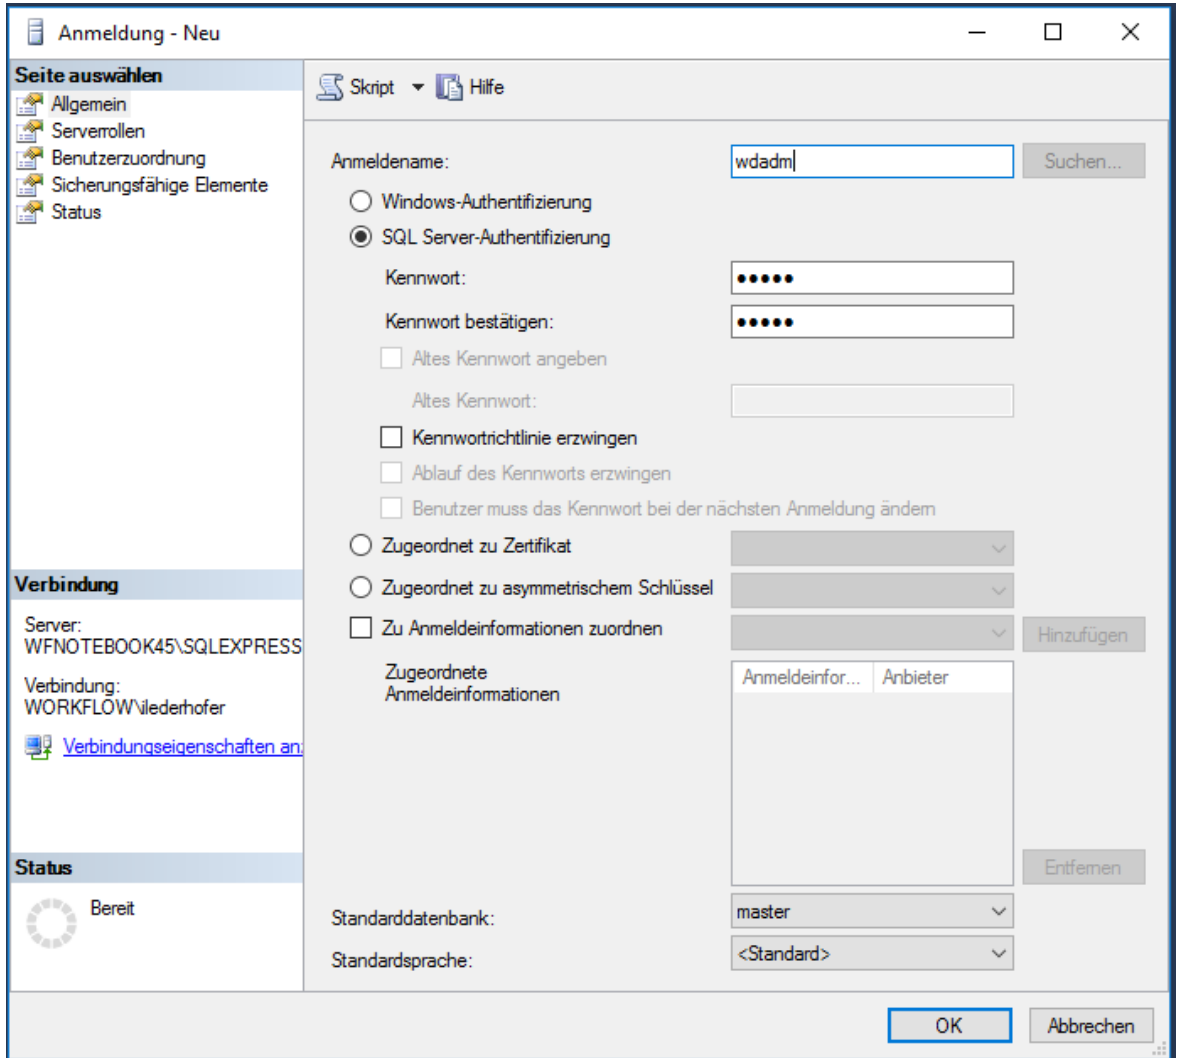 Anmeldung - Neu
Seite auswählen
Allgemein
Serverrollen
Benutzerzuordnung
Sicherungsfähige Elemente
Status
Skript
Hilfe
Anmeldename:
wdadm
Suchen...
Windows-Authentifizierung
SQL Server-Authentifizierung
Kennwort:
●●●●●
Kennwort bestätigen:
●●●●●
Altes Kennwort angeben
Altes Kennwort:
Kennwortrichtlinie erzwingen
Ablauf des Kennworts erzwingen
Benutzer muss das Kennwort bei der nächsten Anmeldung ändern
Zugeordnet zu Zertifikat
Zugeordnet zu asymmetrischem Schlüssel
Zu Anmeldeinformationen zuordnen
Hinzufügen
Zugeordnete
Anmeldeinformationen
Anmeldeinfor... Anbieter
Entfernen
Standarddatenbank:
master
Standardsprache:
<Standard>
Verbindung
Server:
WFNOTEBOOK45\SQLEXPRESS
Verbindung:
WORKFLOW\ilederhofer
Verbindungseigenschaften an
Status
Bereit
OK
Abbrechen